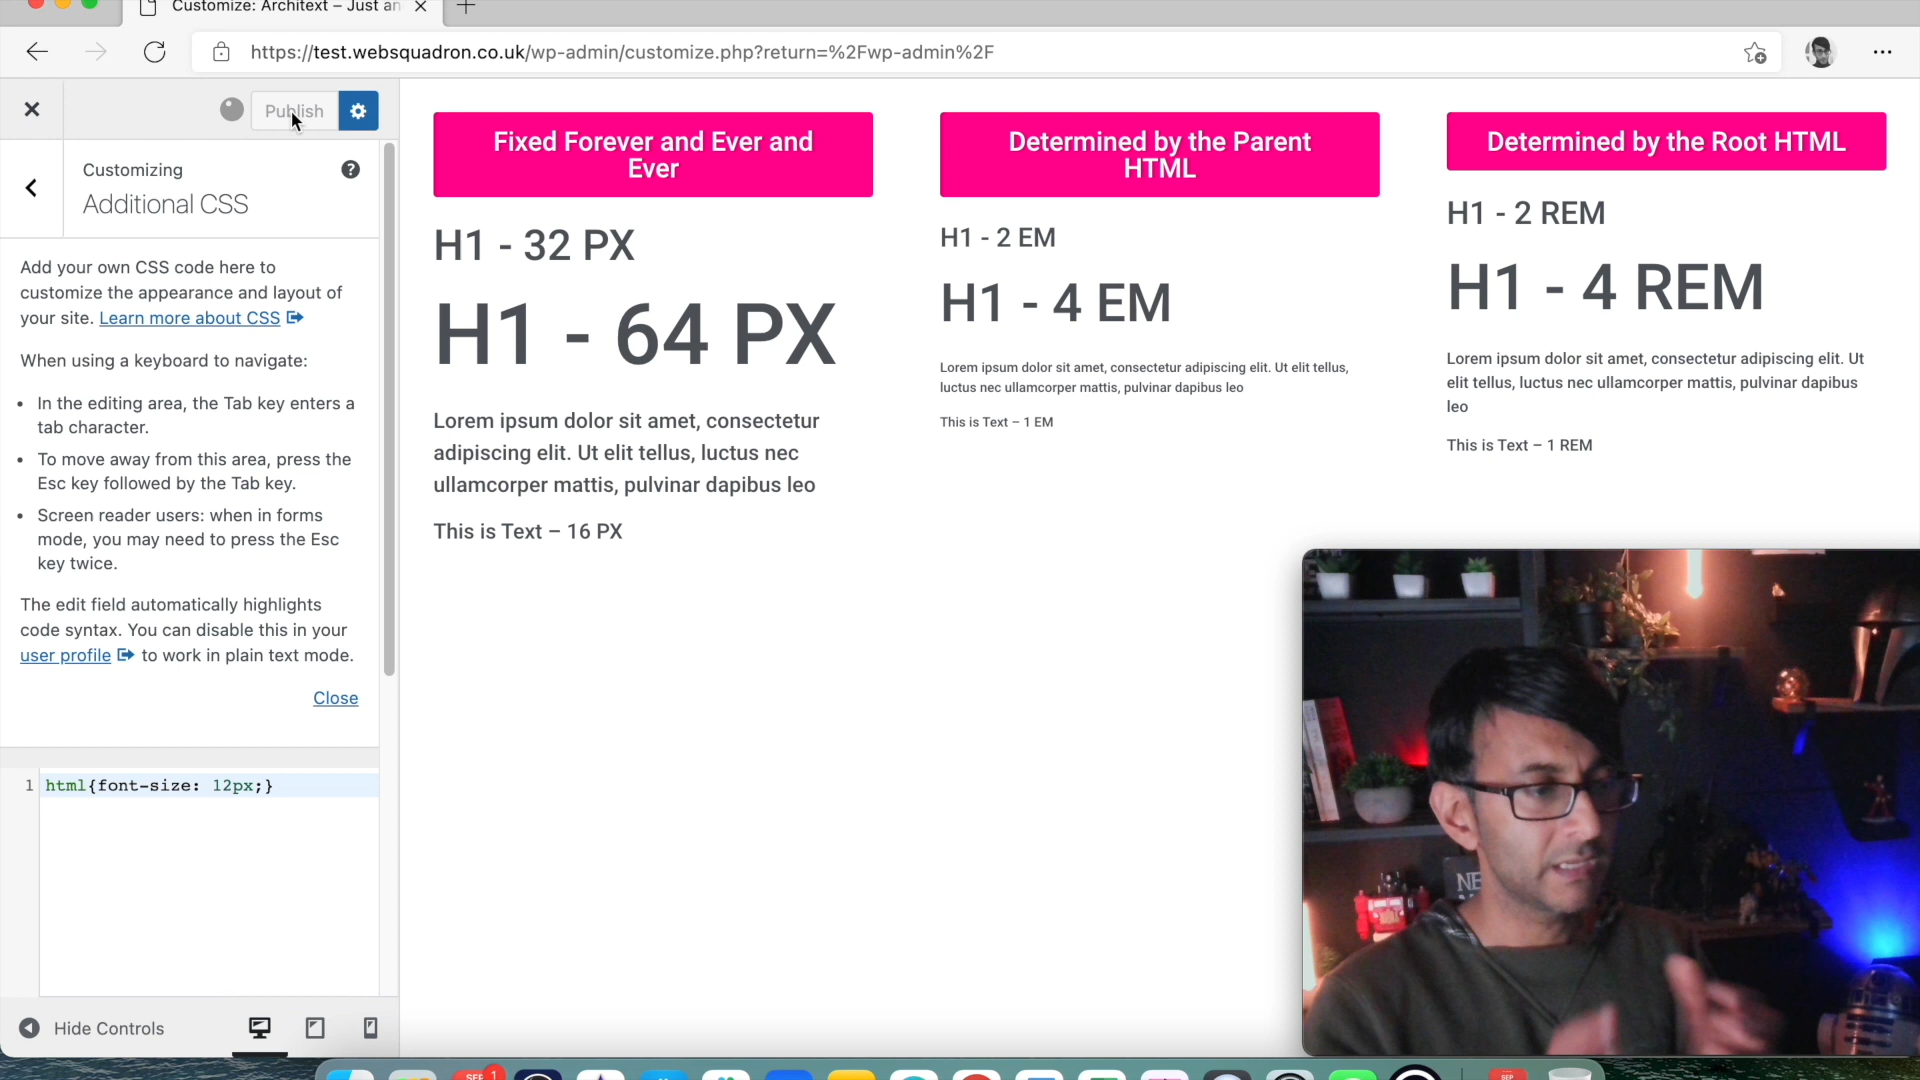 Customize: Architext – Just an
https://test.websquadron.co.uk/wp-admin/customize.php?return=%2Fwp-admin%2F
Publish
Customizing
Additional CSS
Add your own CSS code here to
customize the appearance and layout of
your site. Learn more about CSS
When using a keyboard to navigate:
• In the editing area, the Tab key enters a
tab character.
• To move away from this area, press the
Esc key followed by the Tab key.
• Screen reader users: when in forms
mode, you may need to press the Esc
key twice.
The edit field automatically highlights
code syntax. You can disable this in your
user profile to work in plain text mode.
Close
1 html{font-size: 12px;}
Hide Controls
Fixed Forever and Ever and
Ever
H1 - 32 PX
H1 - 64 PX
Lorem ipsum dolor sit amet, consectetur
adipiscing elit. Ut elit tellus, luctus nec
ullamcorper mattis, pulvinar dapibus leo
This is Text – 16 PX
Determined by the Parent
HTML
H1 - 2 EM
H1 - 4 EM
Lorem ipsum dolor sit amet, consectetur adipiscing elit. Ut elit tellus,
luctus nec ullamcorper mattis, pulvinar dapibus leo
This is Text – 1 EM
Determined by the Root HTML
H1 - 2 REM
H1 - 4 REM
Lorem ipsum dolor sit amet, consectetur adipiscing elit. Ut
elit tellus, luctus nec ullamcorper mattis, pulvinar dapibus
leo
This is Text – 1 REM
SEP
1
SEP